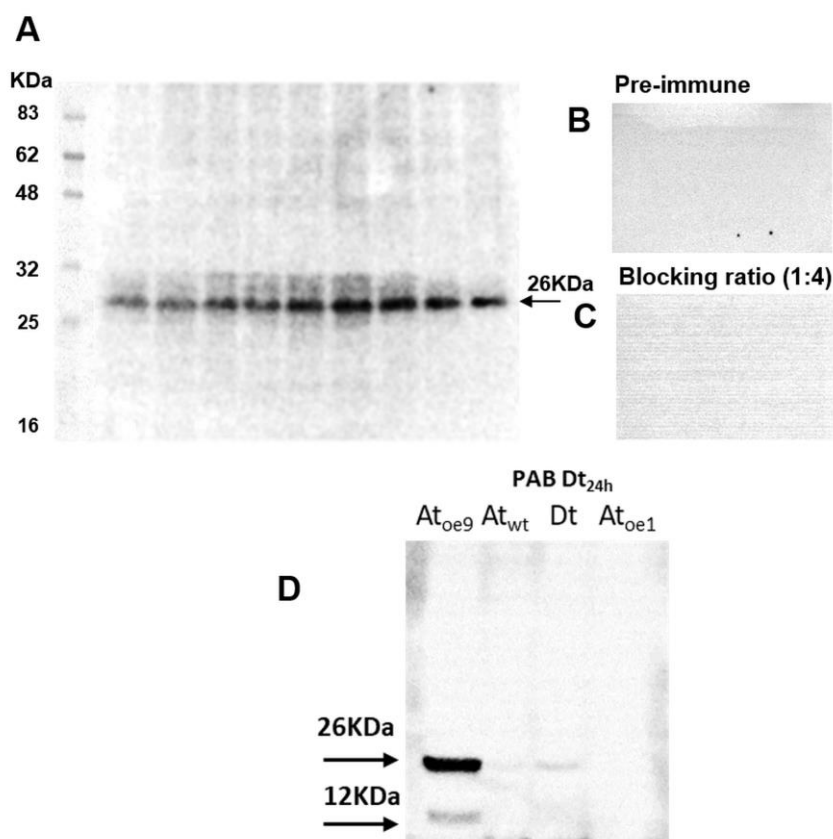 A
KDa
83
62
48
32
25
16
26KDa
Pre-immune
B
Blocking ratio (1:4)
C
PAB Dt24h
Atoe9 Atwt Dt Atoe1
D
26KDa
12KDa